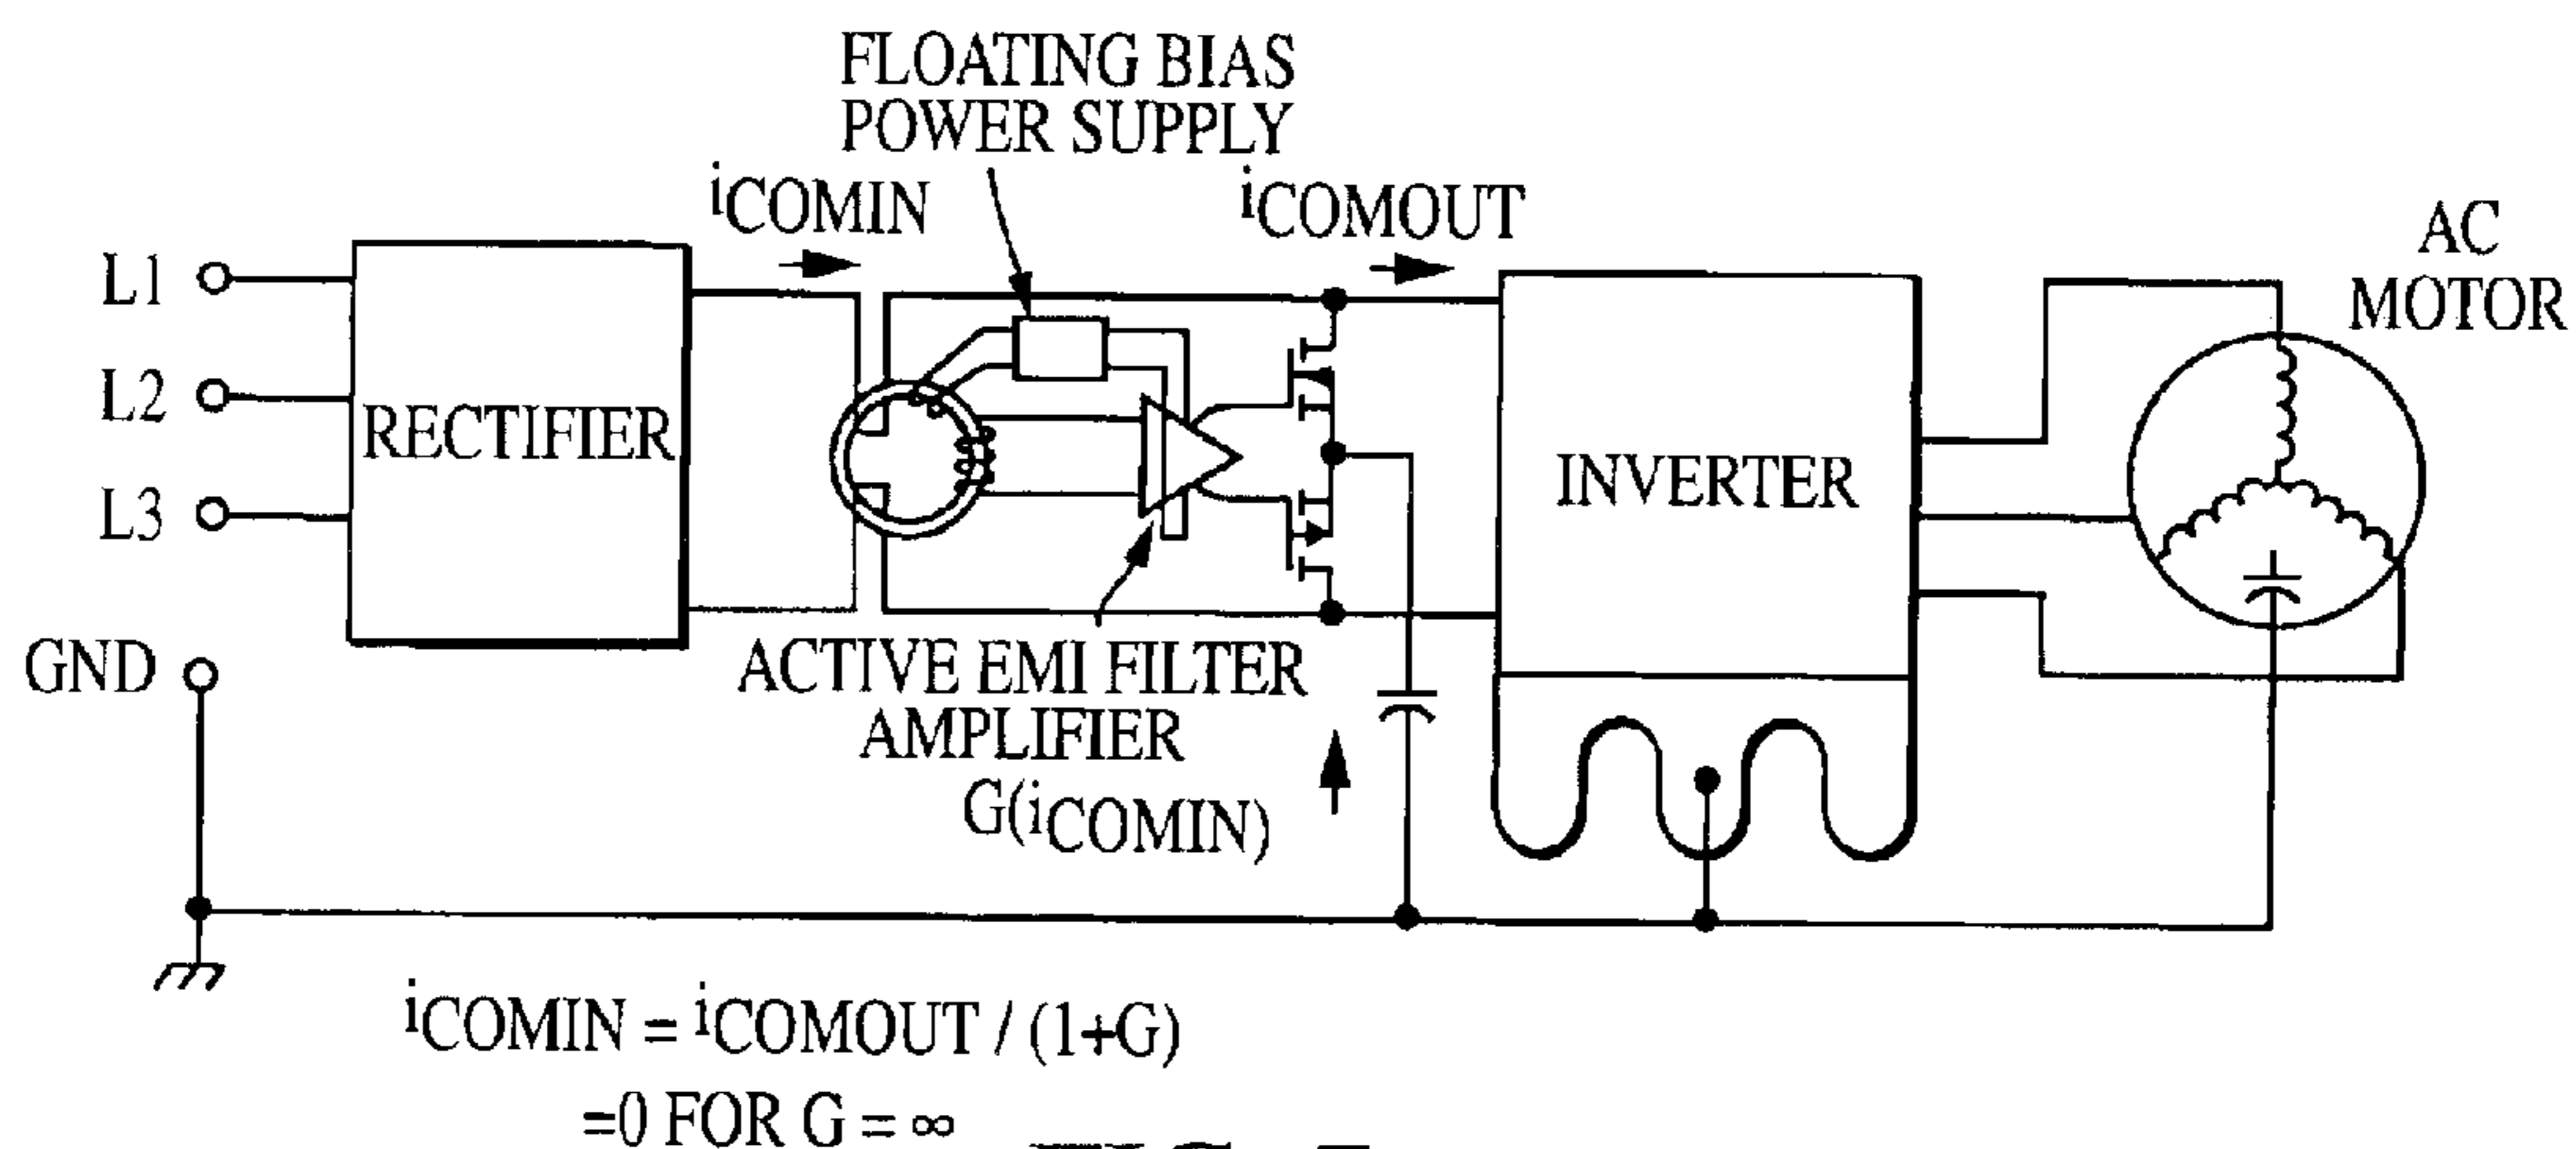 FLOATING BIAS
POWER SUPPLY
iCOMIN
iCOMOUT
AC
MOTOR
L1
L2
L3
RECTIFIER
INVERTER
GND
ACTIVE EMI FILTER
AMPLIFIER
G(iCOMIN)
iCOMIN = iCOMOUT / (1+G)
=0 FOR G = ∞